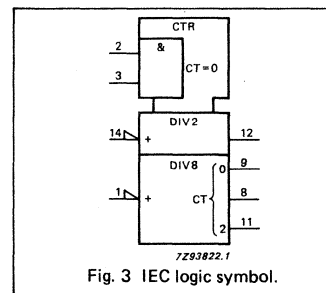 CTR
&
2
3
CT=0
DIV2
14
+
12
DIV8
0
9
1
+
CT
8
2
11
7Z93822.1
Fig. 3 IEC logic symbol.